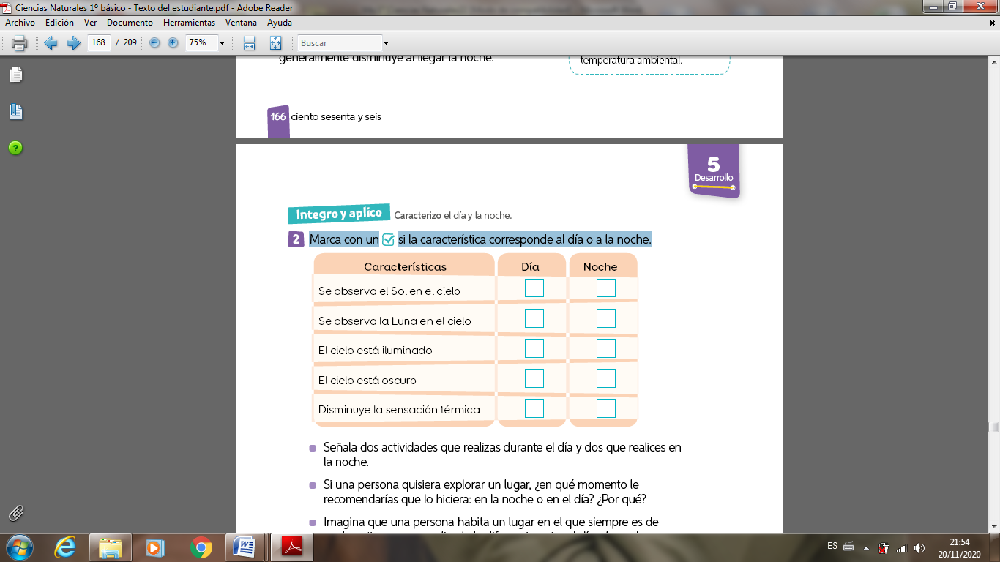 Ciencias Naturales 1º básico - Texto del estudiante.pdf - Adobe Reader
Archivo Edición Ver Documento Herramientas Ventana Ayuda
168 / 209 75% Buscar
generalmente disminuye al llegar la noche.
temperatura ambiental.
166 ciento sesenta y seis
5
Desarrollo
Integro y aplico Caracterizo el día y la noche.
2 Marca con un si la característica corresponde al día o a la noche.
Características Día Noche
Se observa el Sol en el cielo
Se observa la Luna en el cielo
El cielo está iluminado
El cielo está oscuro
Disminuye la sensación térmica
Señala dos actividades que realizas durante el día y dos que realices en
la noche.
Si una persona quisiera explorar un lugar, ¿en qué momento le
recomendarías que lo hiciera: en la noche o en el día? ¿Por qué?
Imagina que una persona habita un lugar en el que siempre es de
ES 21:54
20/11/2020